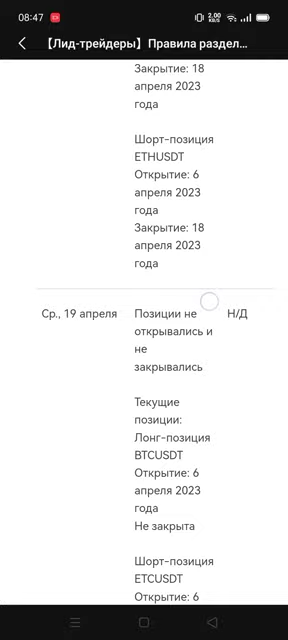 08:47
2,00
KB/S
【Лид-трейдеры】Правила раздел...
Закрытие: 18
апреля 2023
года
Шорт-позиция
ETHUSDT
Открытие: 6
апреля 2023
года
Закрытие: 18
апреля 2023
года
Ср., 19 апреля
Позиции не
открывались и
не
закрывались
Н/Д
Текущие
позиции:
Лонг-позиция
BTCUSDT
Открытие: 6
апреля 2023
года
Не закрыта
Шорт-позиция
ETCUSDT
Открытие: 6